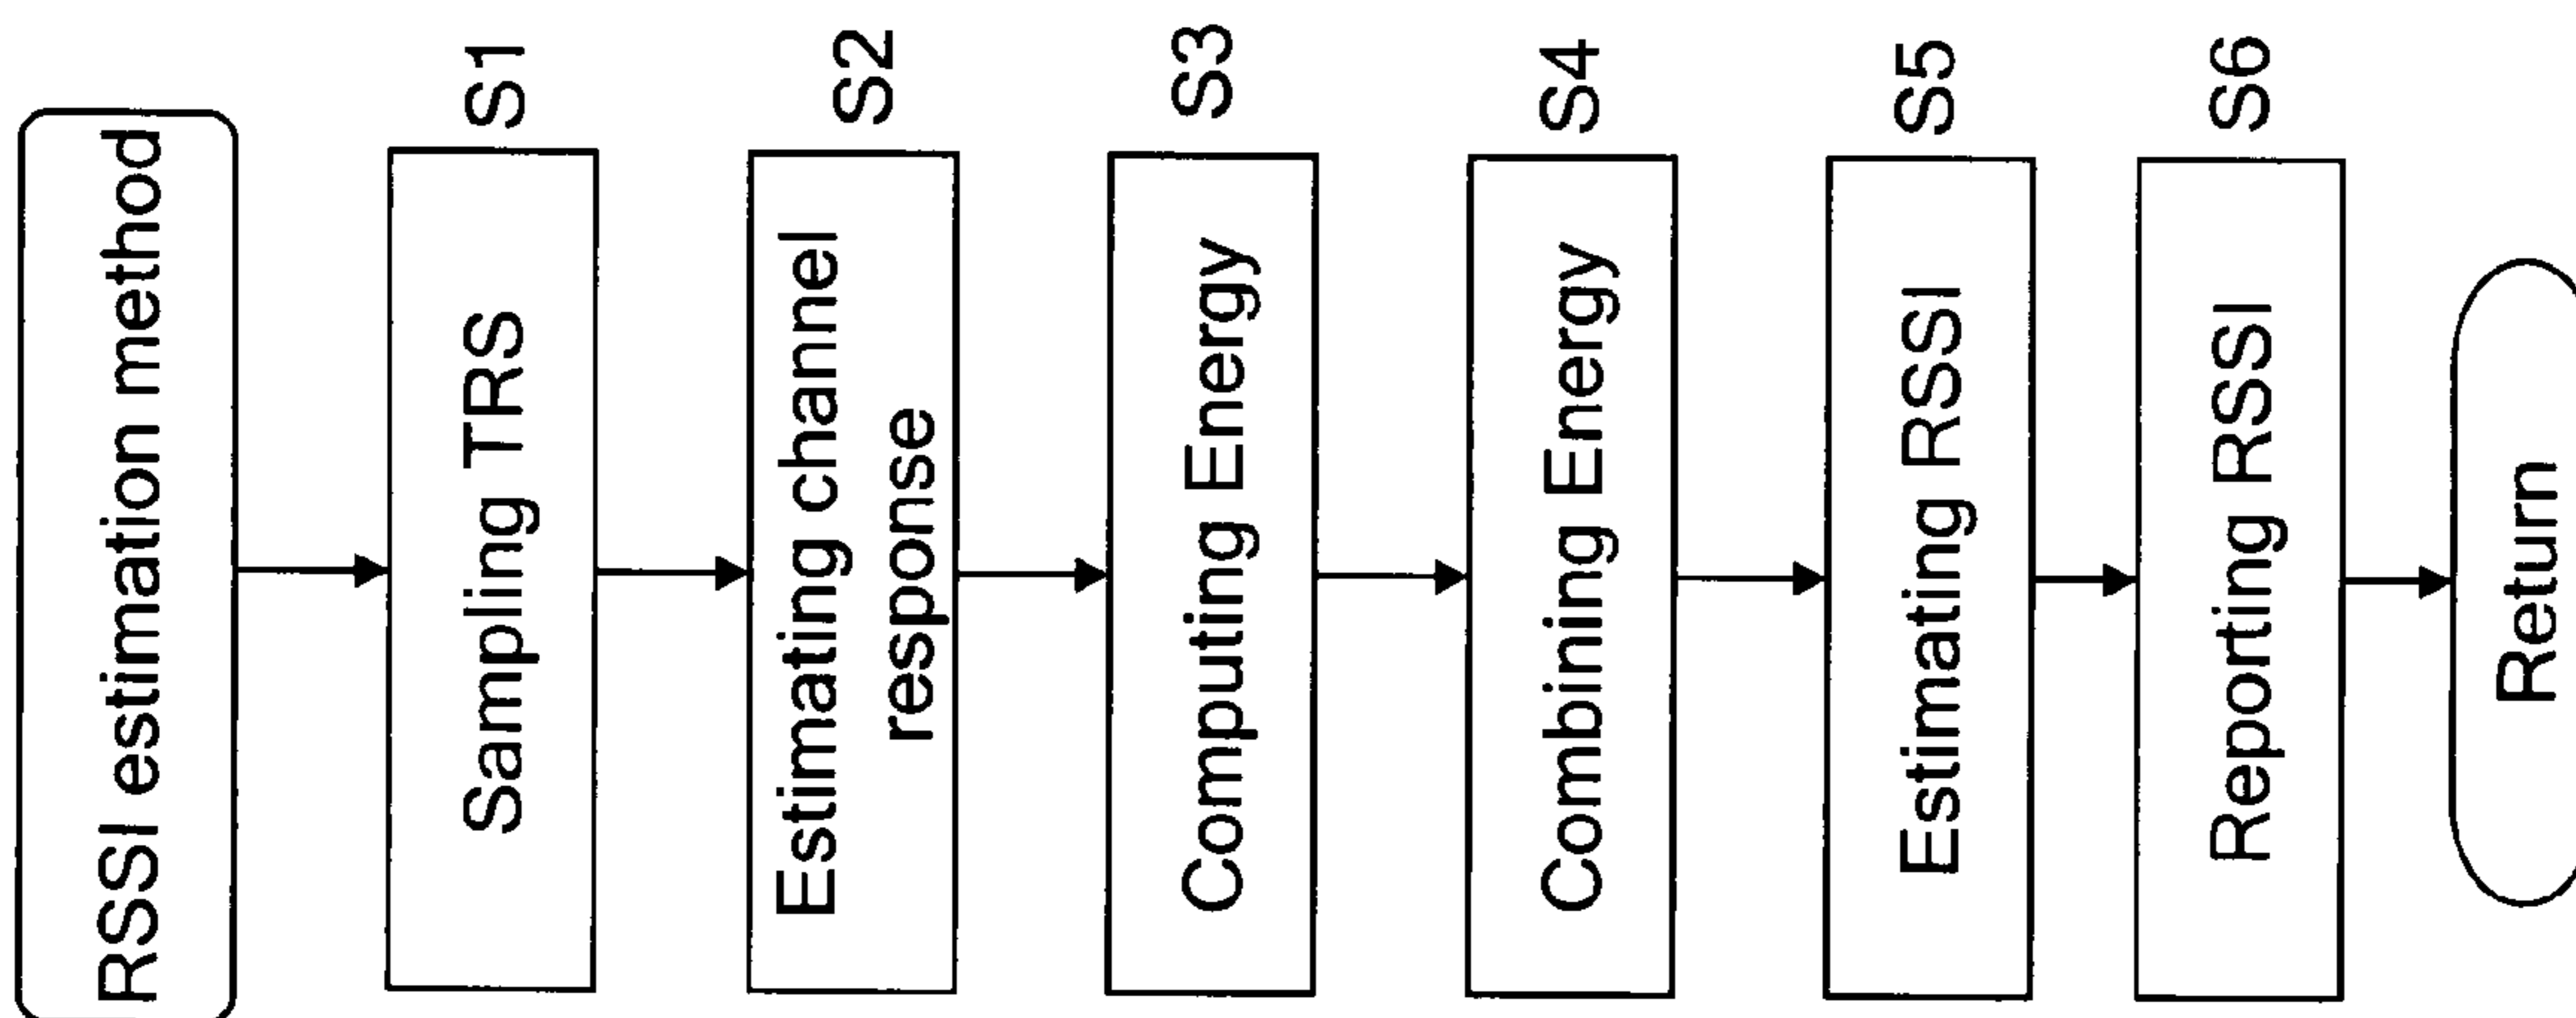 RSSI estimation method
Sampling TRS
S1
Estimating channel
response
S2
Computing Energy
S3
Combining Energy
S4
Estimating RSSI
S5
Reporting RSSI
S6
Return